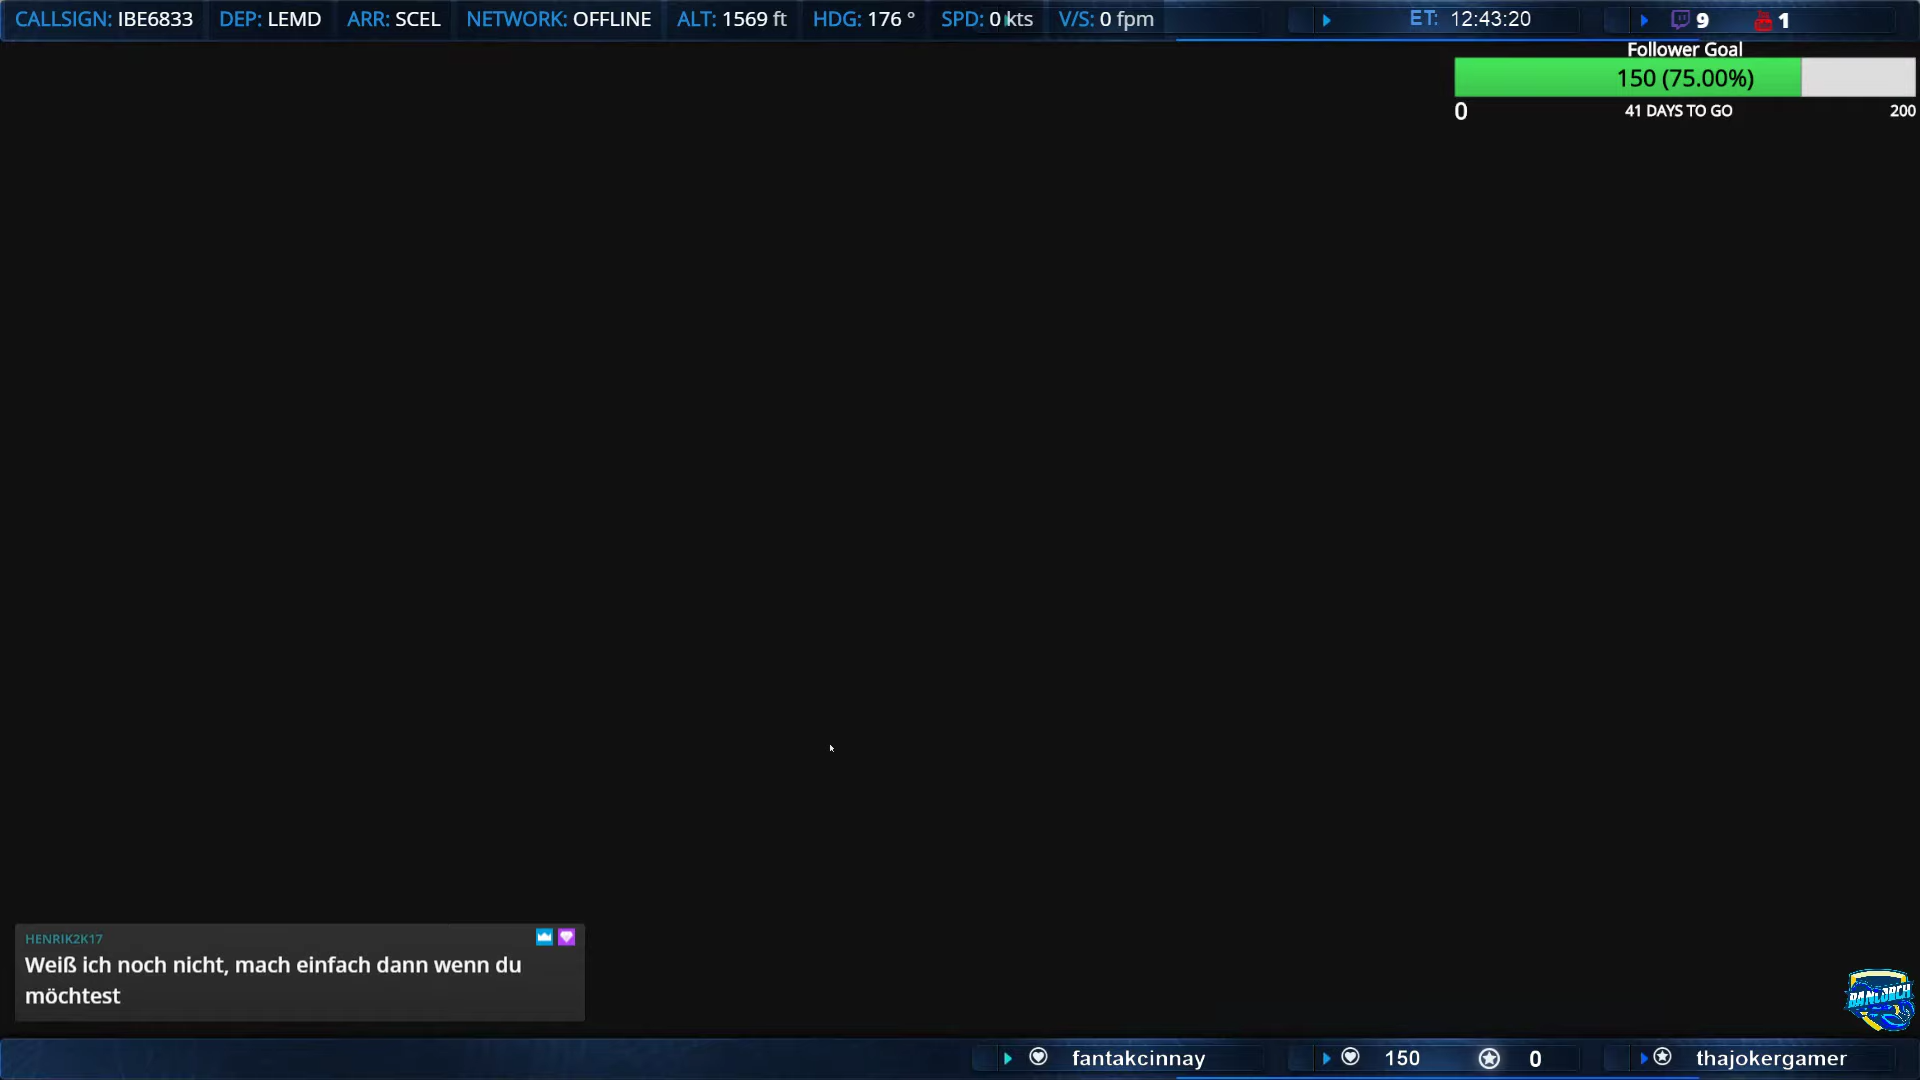 CALLSIGN: IBE6833 DEP: LEMD ARR: SCEL NETWORK: OFFLINE ALT: 1569 ft HDG: 176 ° SPD: 0 kts V/S: 0 fpm ET: 12:43:20 9 1
Follower Goal
150 (75.00%)
0 41 DAYS TO GO 200
HENRIK2K17
Weiß ich noch nicht, mach einfach dann wenn du
möchtest
BANCORCH
fantakcinnay 150 0 thajokergamer